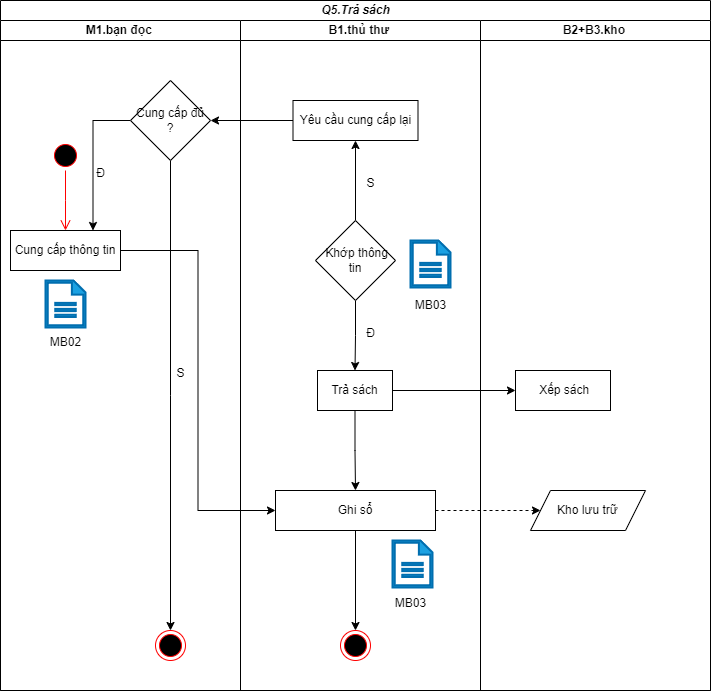 Q5.Trả sách
M1.bạn đọc
B1.thủ thư
B2+B3.kho
Cung cấp đủ
?
Yêu cầu cung cấp lại
Đ
S
Cung cấp thông tin
Khớp thông
tin
MB03
MB02
Đ
S
Trả sách
Xếp sách
Ghi sổ
Kho lưu trữ
MB03